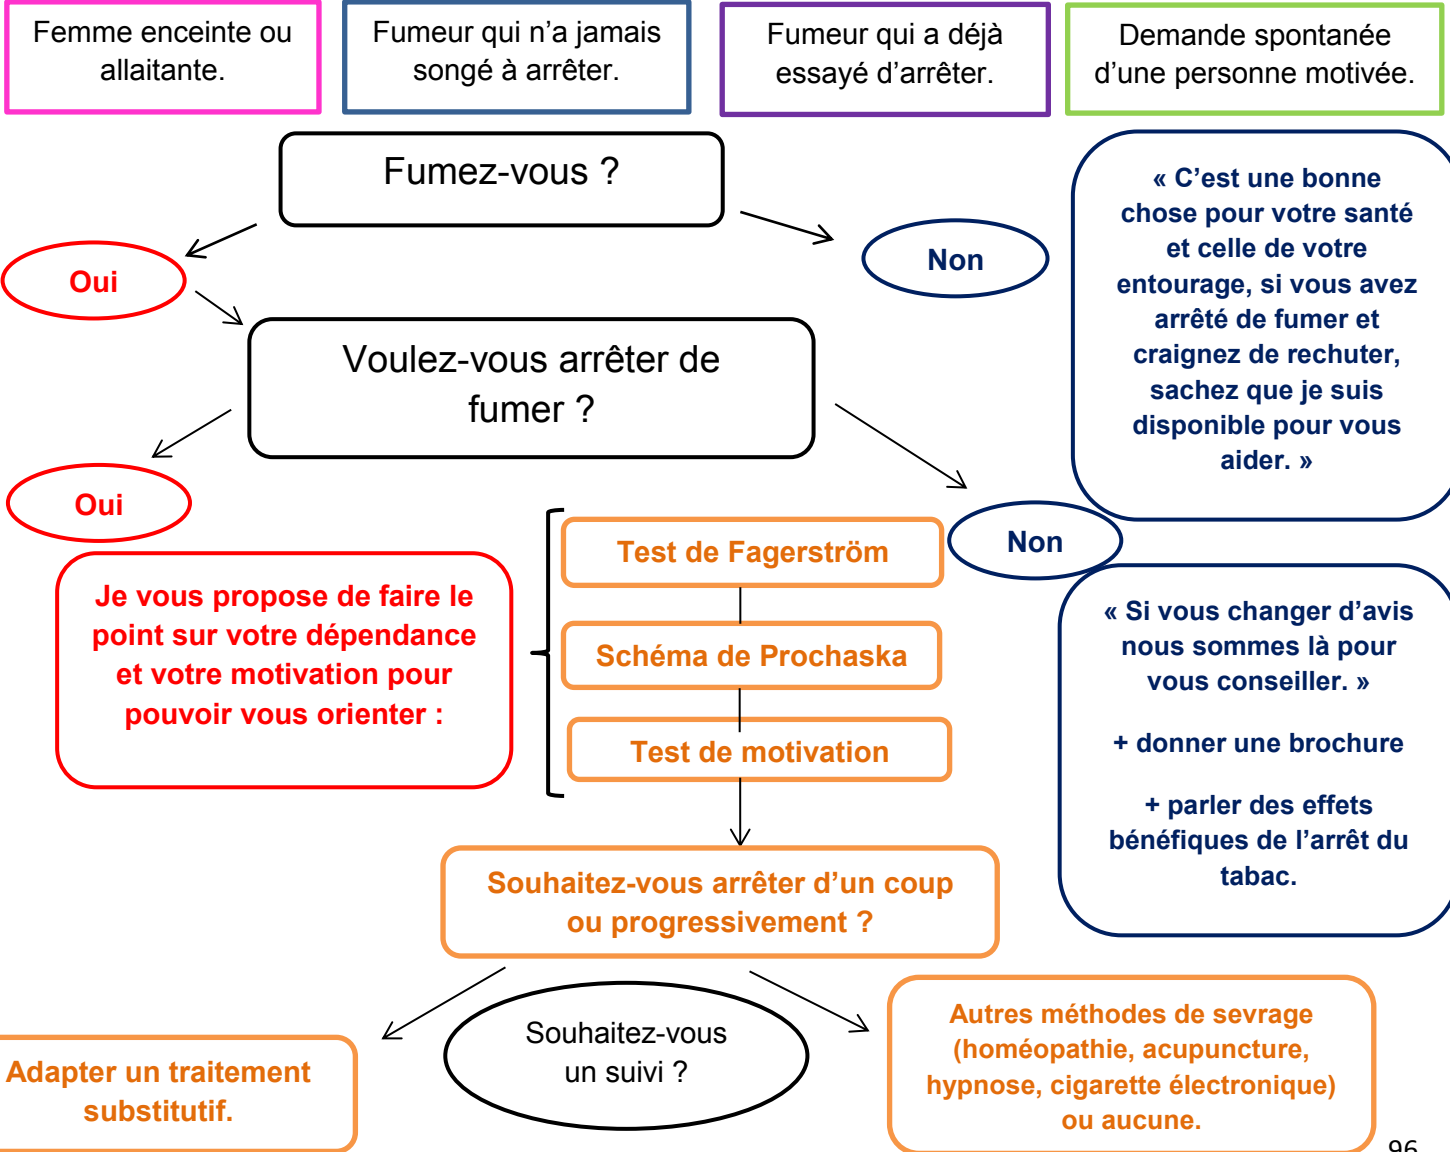 Femme enceinte ou
allaitante.
Fumeur qui n'a jamais
songé à arrêter.
Fumeur qui a déjà
essayé d'arrêter.
Demande spontanée
d'une personne motivée.
Fumez-vous ?
Oui
Non
« C'est une bonne
chose pour votre santé
et celle de votre
entourage, si vous avez
arrêté de fumer et
craignez de rechuter,
sachez que je suis
disponible pour vous
aider. »
Voulez-vous arrêter de
fumer ?
Oui
Non
Je vous propose de faire le
point sur votre dépendance
et votre motivation pour
pouvoir vous orienter :
Test de Fagerström
Schéma de Prochaska
Test de motivation
« Si vous changer d'avis
nous sommes là pour
vous conseiller. »
+ donner une brochure
+ parler des effets
bénéfiques de l'arrêt du
tabac.
Souhaitez-vous arrêter d'un coup
ou progressivement ?
Adapter un traitement
substitutif.
Souhaitez-vous
un suivi ?
Autres méthodes de sevrage
(homéopathie, acupuncture,
hypnose, cigarette électronique)
ou aucune.
96